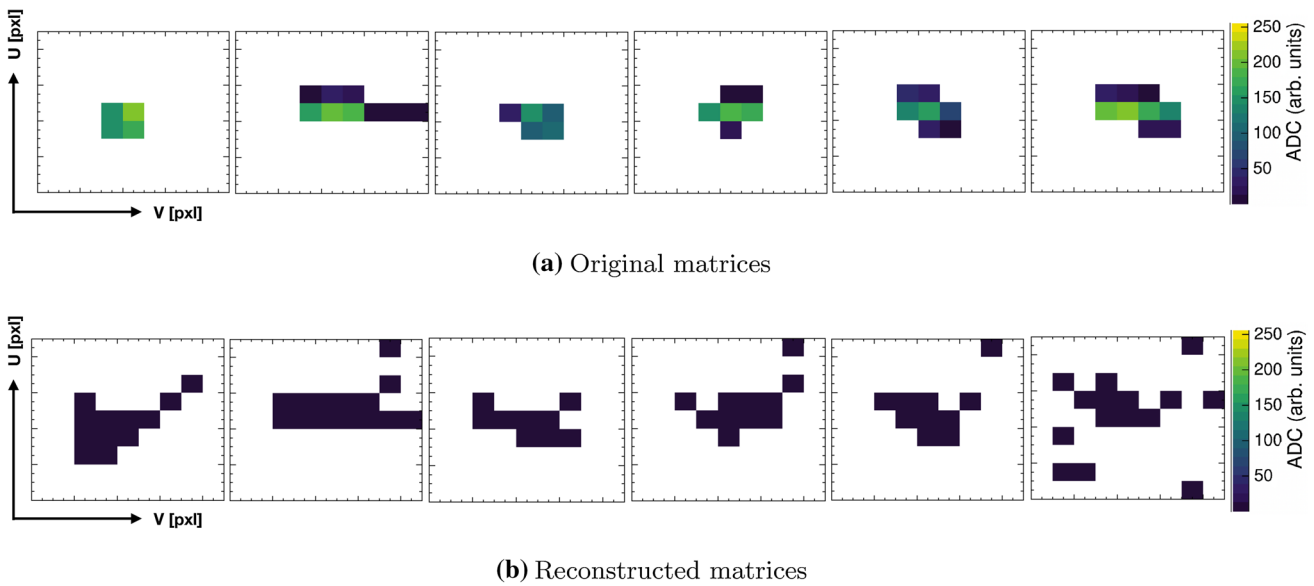 U [pxl]
V [pxl]
250
200
150
100
50
ADC (arb. units)
(a) Original matrices
U [pxl]
V [pxl]
250
200
150
100
50
ADC (arb. units)
(b) Reconstructed matrices